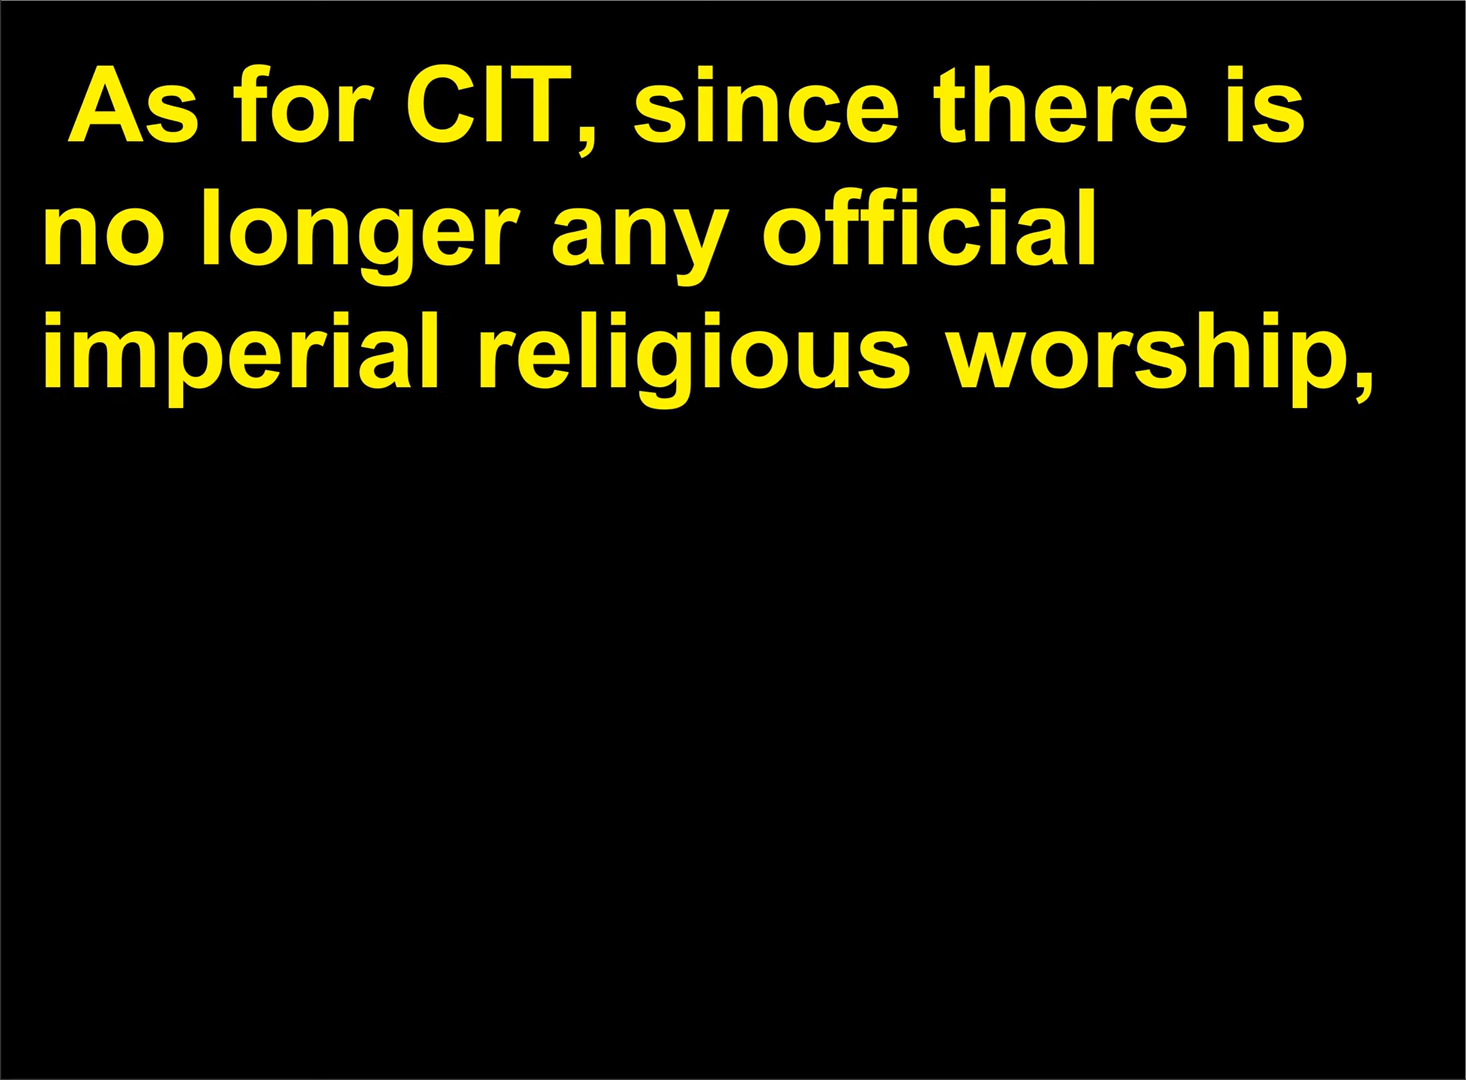 As for CIT, since there is
no longer any official
imperial religious worship,